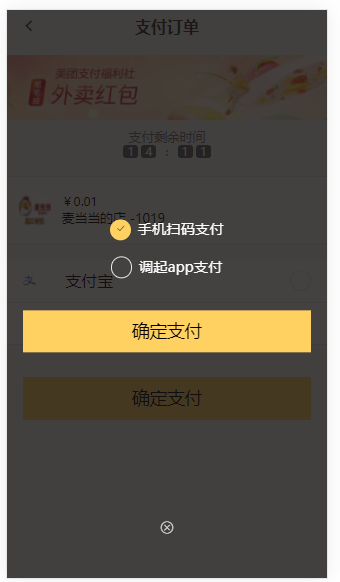 支付订单
美团支付福利社
外卖红包
支付剩余时间
14 : 11
￥0.01
麦当当的店 -1019
手机扫码支付
调起app支付
支付宝
确定支付
确定支付